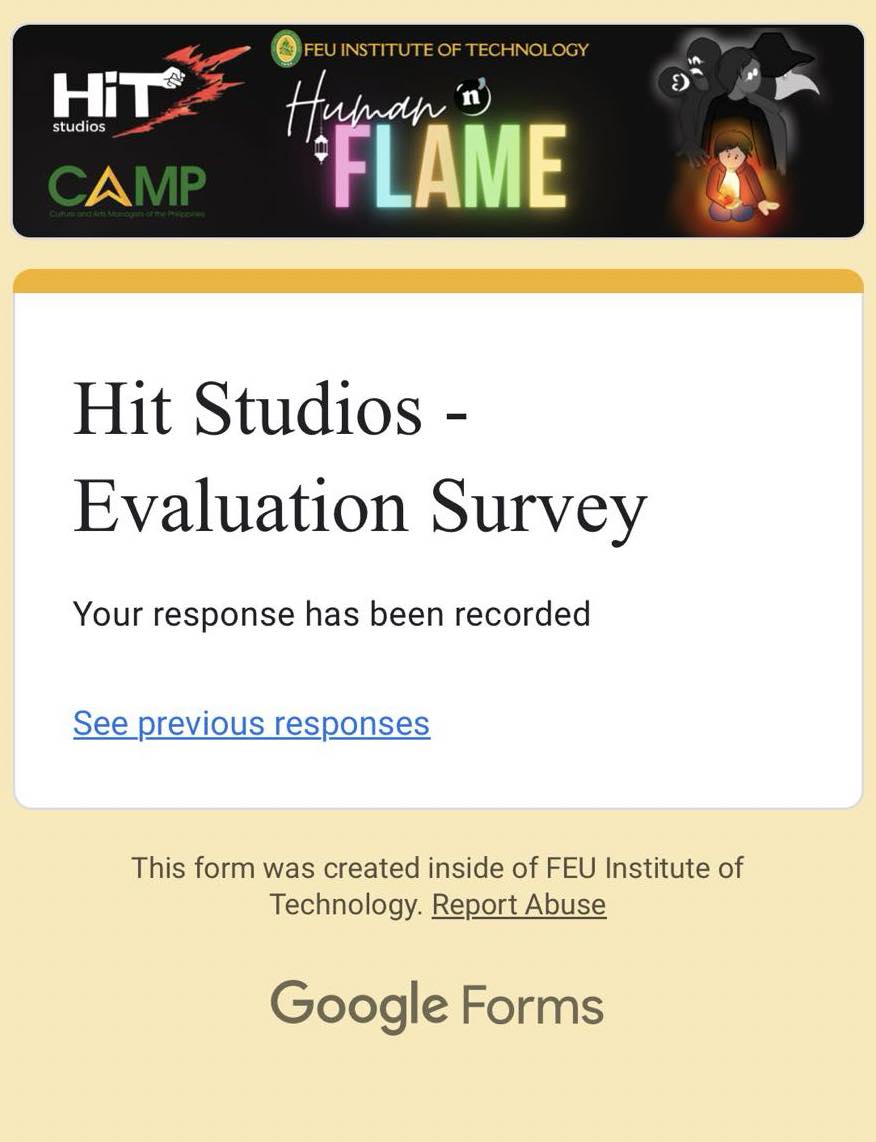 HiT
studios
FEU INSTITUTE OF TECHNOLOGY
Human 'n'
FLAME
CAMP
Culture and Arts Managers of the Philippines
Hit Studios -
Evaluation Survey
Your response has been recorded
See previous responses
This form was created inside of FEU Institute of
Technology. Report Abuse
Google Forms